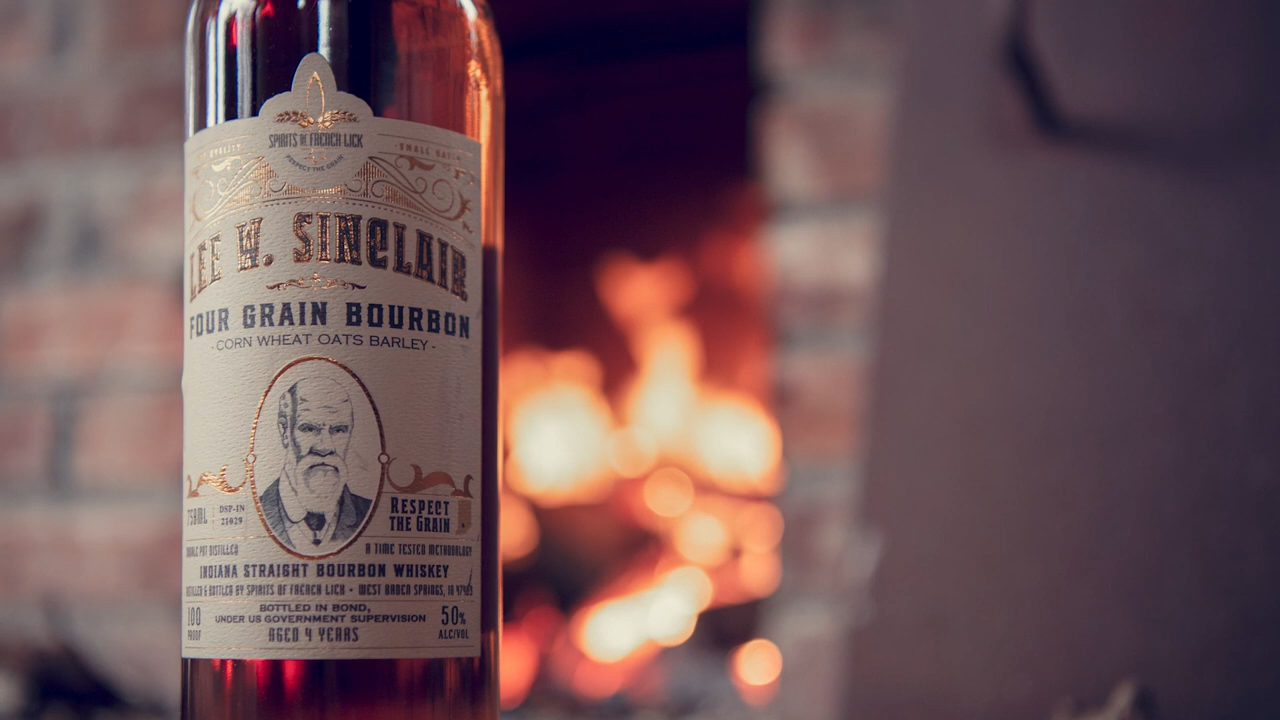 SPIRITS OF FRENCH LICK
RESPECT THE GRAIN
QUALITY
SMALL BATCH
LEE W. SINCLAIR
FOUR GRAIN BOURBON
- CORN WHEAT OATS BARLEY -
750ML
DSP-IN
21029
RESPECT
THE GRAIN
DOUBLE POT DISTILLED
A TIME TESTED METHODOLOGY
INDIANA STRAIGHT BOURBON WHISKEY
DISTILLED & BOTTLED BY SPIRITS OF FRENCH LICK • WEST BADEN SPRINGS, IN 47469
100
PROOF
BOTTLED IN BOND,
UNDER US GOVERNMENT SUPERVISION
AGED 4 YEARS
50%
ALC/VOL